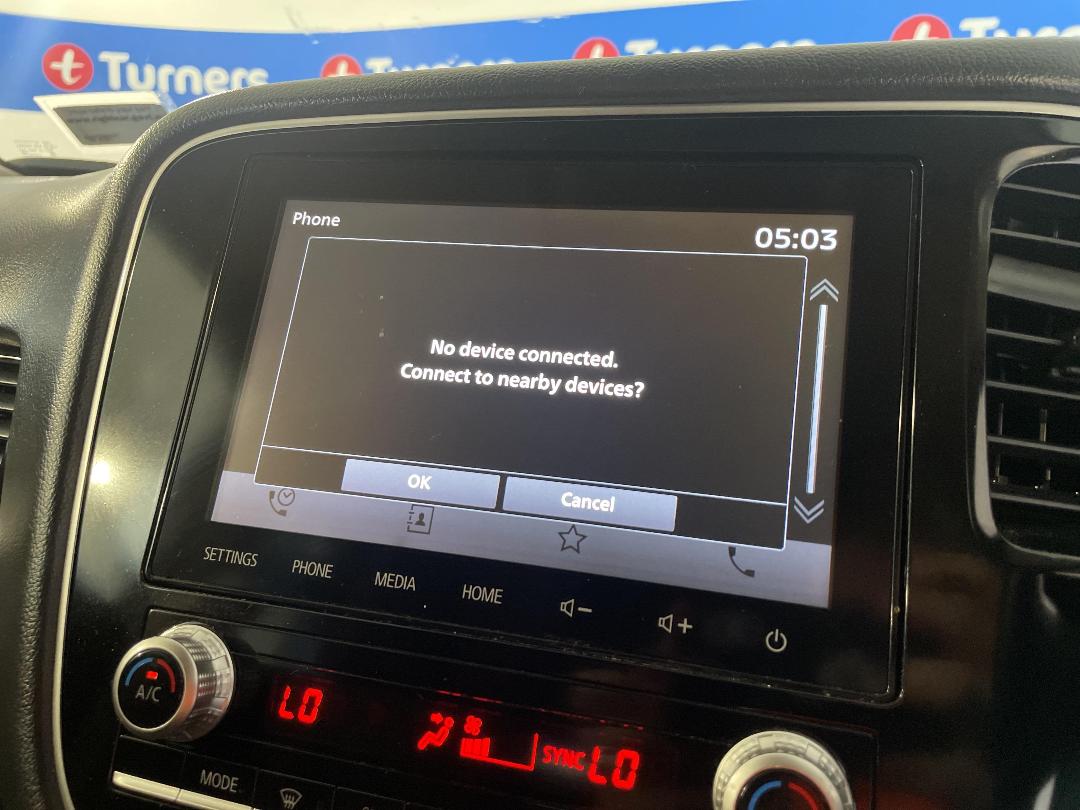 t Turners
Turners
Turners
Phone
05:03
No device connected.
Connect to nearby devices?
OK
Cancel
SETTINGS
PHONE
MEDIA
HOME
A/C
LO
SYNC
LO
MODE